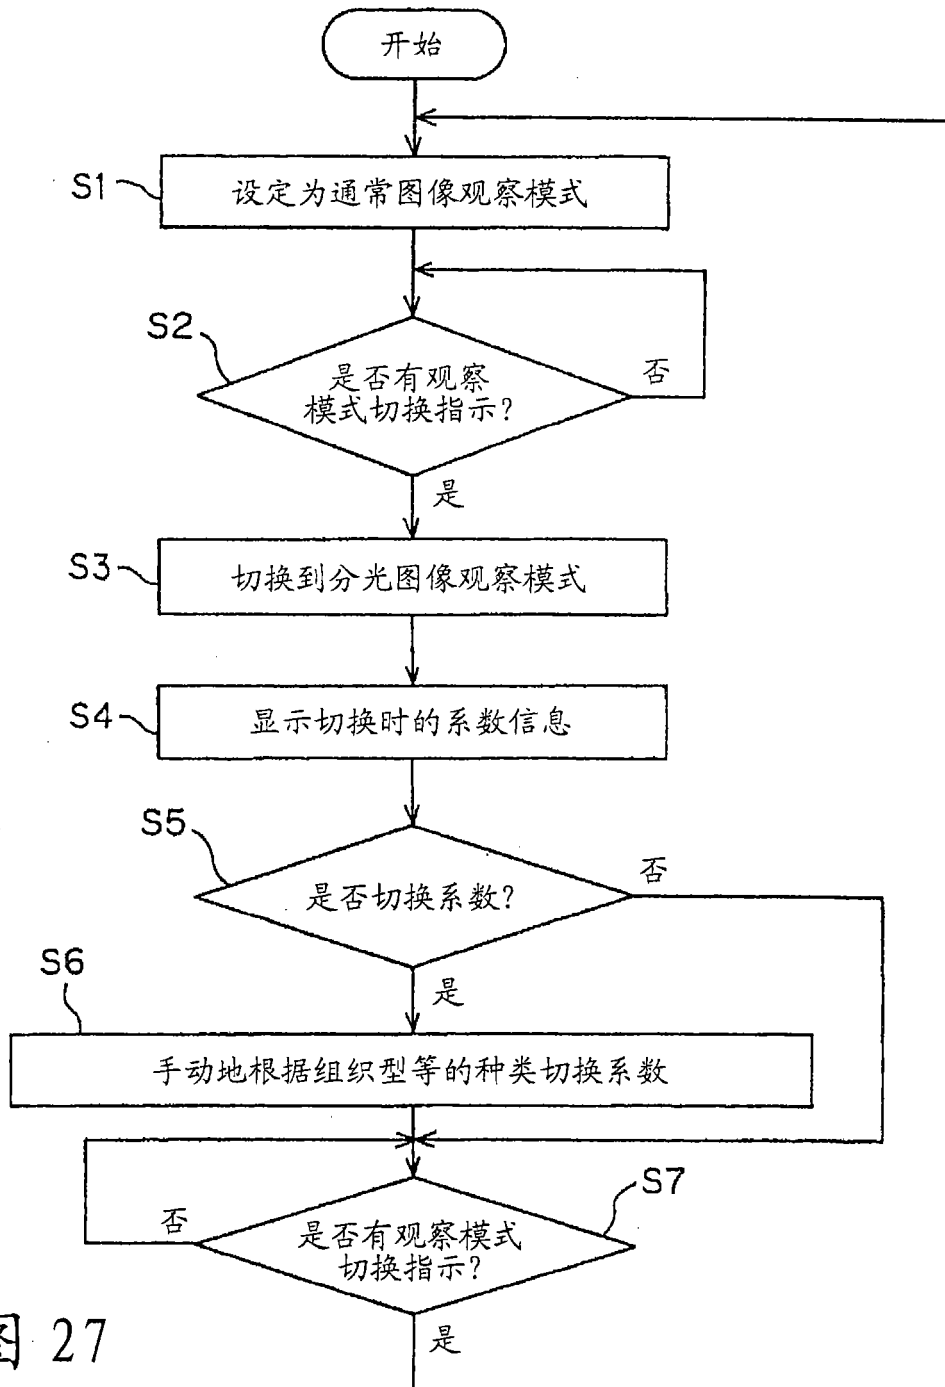 开始
S1
设定为通常图像观察模式
S2
是否有观察
模式切换指示?
否
是
S3
切换到分光图像观察模式
S4
显示切换时的系数信息
S5
是否切换系数?
否
是
S6
手动地根据组织型等的种类切换系数
S7
否
是否有观察模式
切换指示?
是
图 27